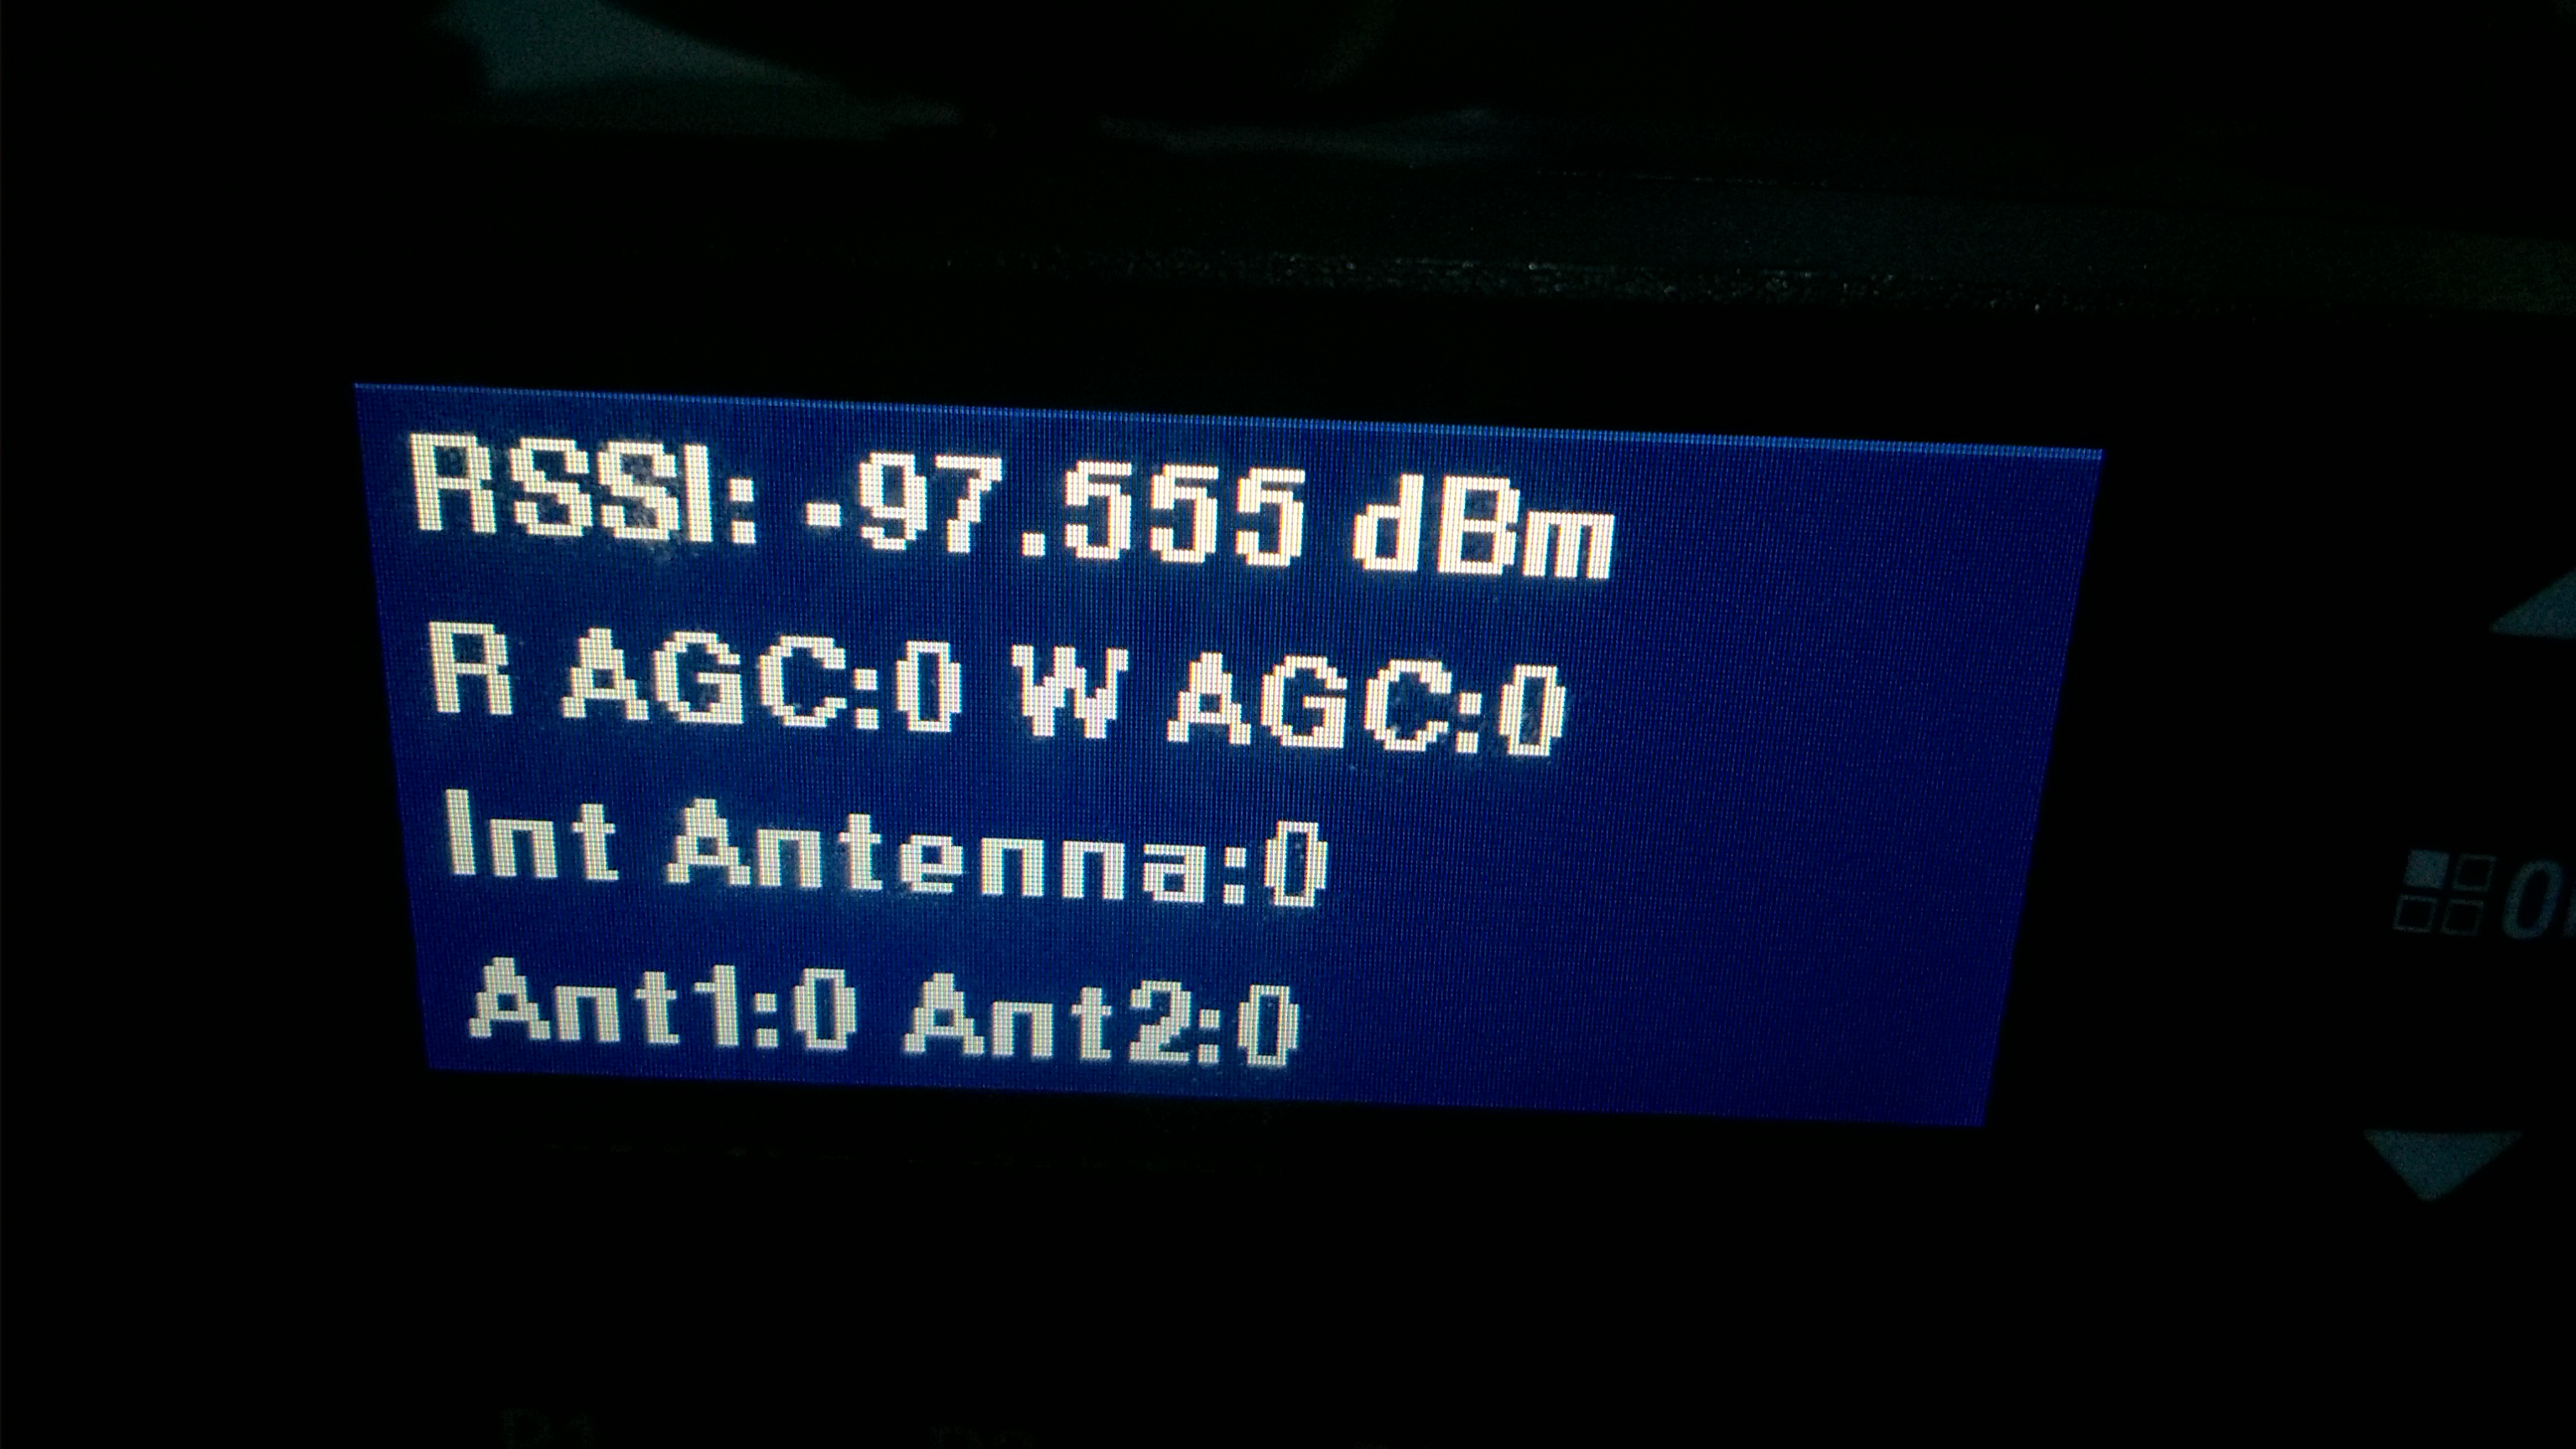 RSSI: -97.555 dBm
R AGC:0 W AGC:0
Int Antenna:0
Ant1:0 Ant2:0